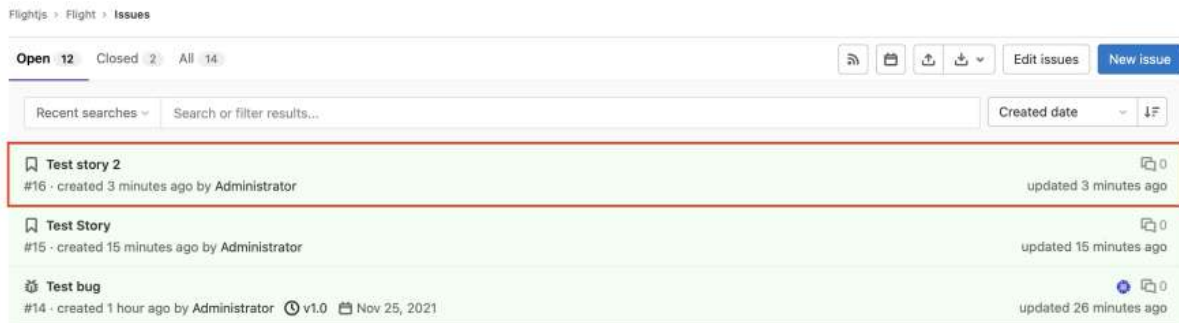 Flightjs > Flight > Issues
Open 12 Closed 2 All 14 Edit issues New issue
Recent searches Search or filter results... Created date
Test story 2 0
#16 · created 3 minutes ago by Administrator updated 3 minutes ago
Test Story 0
#15 · created 15 minutes ago by Administrator updated 15 minutes ago
Test bug 0
#14 · created 1 hour ago by Administrator v1.0 Nov 25, 2021 updated 26 minutes ago